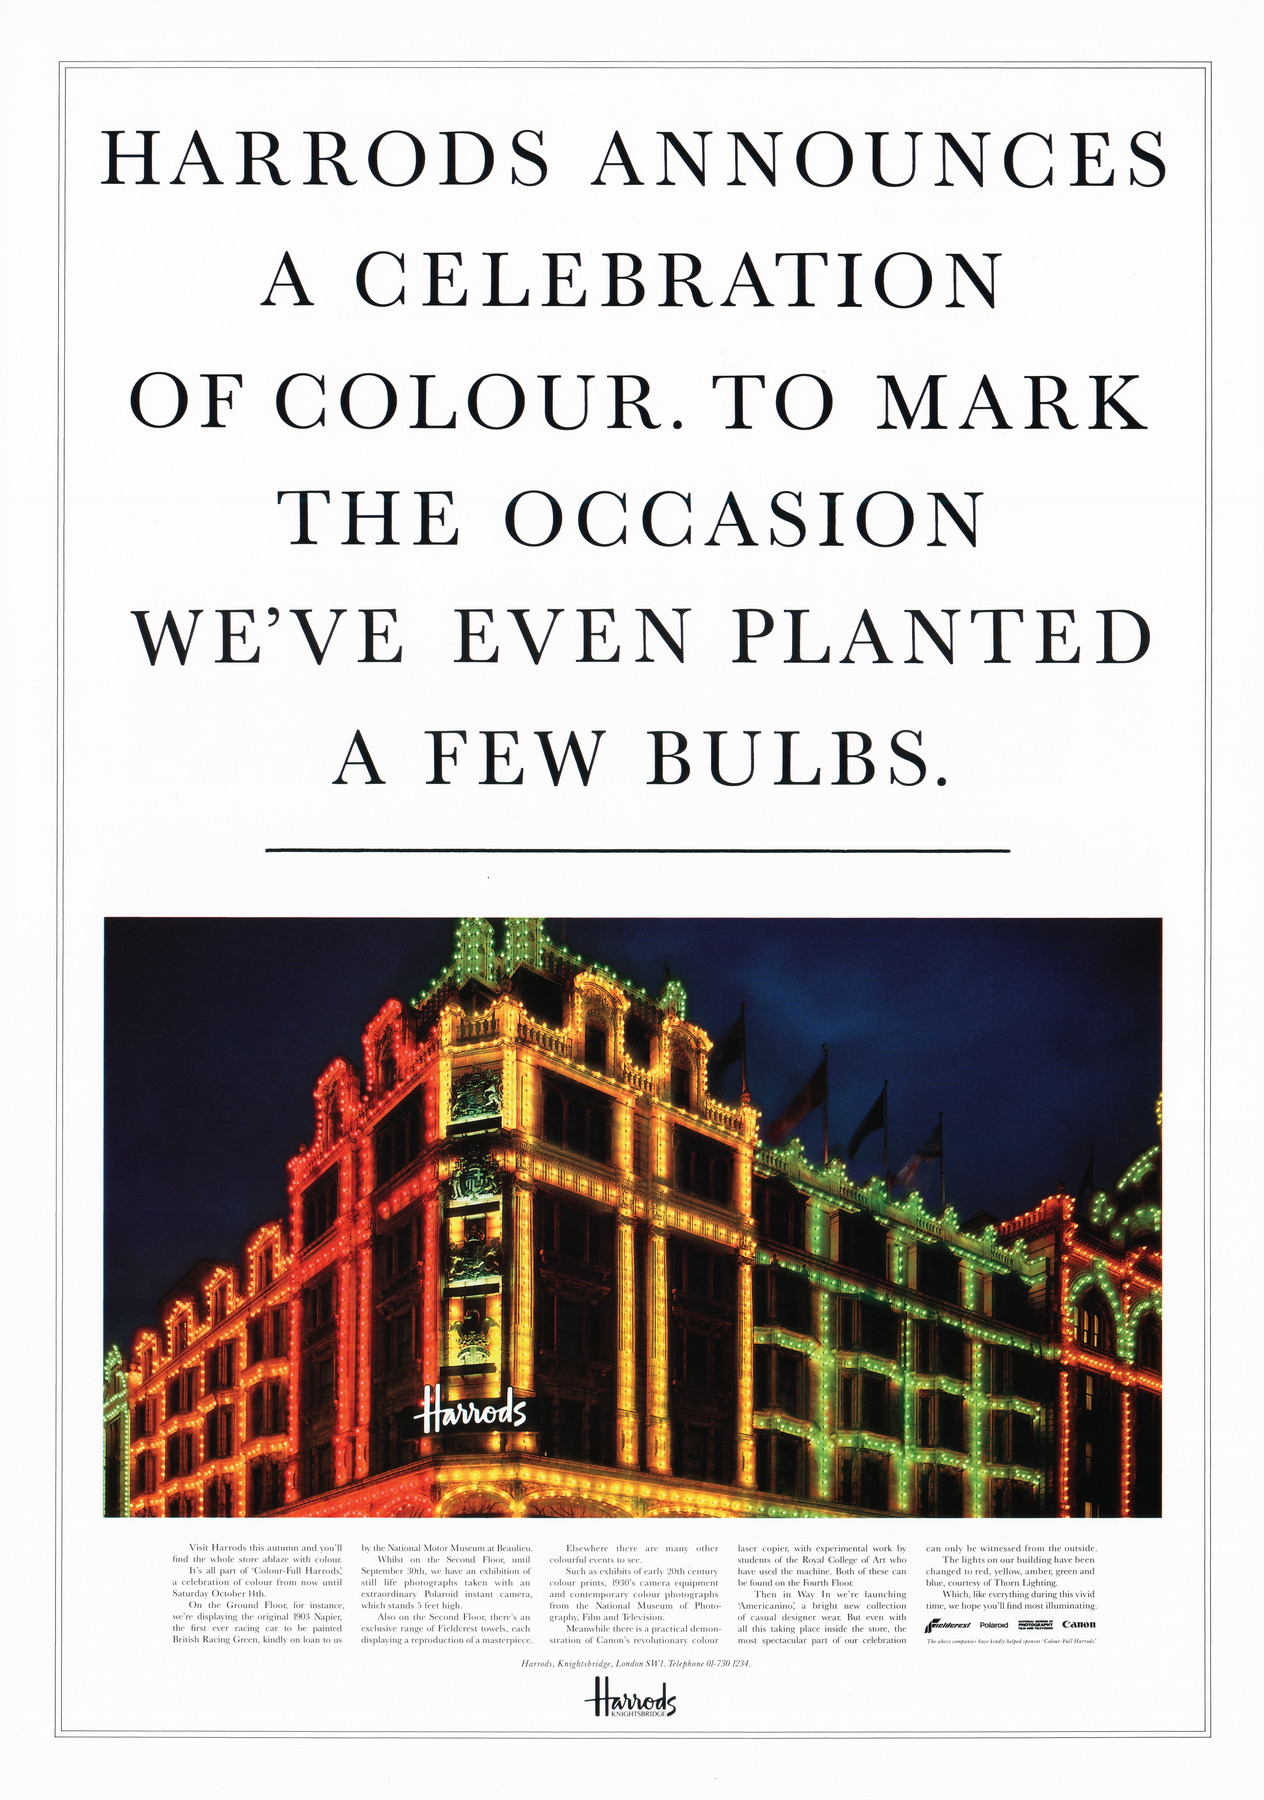 HARRODS ANNOUNCES
A CELEBRATION
OF COLOUR. TO MARK
THE OCCASION
WE'VE EVEN PLANTED
A FEW BULBS.
Harrods
Visit Harrods this autumn and you'll
find the whole store ablaze with colour.
It's all part of 'Colour-Full Harrods',
a celebration of colour from now until
Saturday October 14th.
On the Ground Floor, for instance,
we're displaying the original 1903 Napier,
the first ever racing car to be painted
British Racing Green, kindly on loan to us
by the National Motor Museum at Beaulieu.
Whilst on the Second Floor, until
September 30th, we have an exhibition of
still life photographs taken with an
extraordinary Polaroid instant camera,
which stands 5 feet high.
Also on the Second Floor, there's an
exclusive range of Fieldcrest towels, each
displaying a reproduction of a masterpiece.
Elsewhere there are many other
colourful events to see.
Such as exhibits of early 20th century
colour prints, 1930's camera equipment
and contemporary colour photographs
from the National Museum of Photo-
graphy, Film and Television.
Meanwhile there is a practical demon-
stration of Canon's revolutionary colour
laser copier, with experimental work by
students of the Royal College of Art who
have used the machine. Both of these can
be found on the Fourth Floor.
Then in Way In we're launching
'Americanino', a bright new collection
of casual designer wear. But even with
all this taking place inside the store, the
most spectacular part of our celebration
can only be witnessed from the outside.
The lights on our building have been
changed to red, yellow, amber, green and
blue, courtesy of Thorn Lighting.
Which, like everything during this vivid
time, we hope you'll find most illuminating.
Fieldcrest Polaroid NATIONAL MUSEUM OF PHOTOGRAPHY FILM AND TELEVISION Canon
The above companies have kindly helped sponsor 'Colour-Full Harrods.'
Harrods, Knightsbridge, London SW1. Telephone 01-730 1234.
Harrods
KNIGHTSBRIDGE